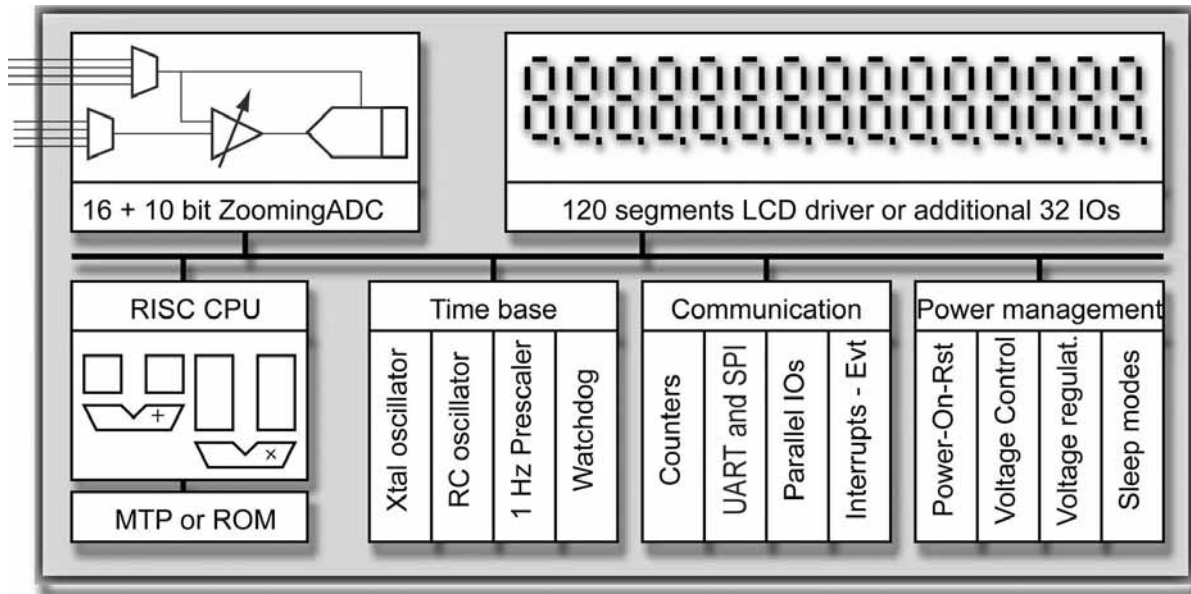 16 + 10 bit ZoomingADC
120 segments LCD driver or additional 32 IOs
RISC CPU
+
×
MTP or ROM
Time base
Xtal oscillator
RC oscillator
1 Hz Prescaler
Watchdog
Communication
Counters
UART and SPI
Parallel IOs
Interrupts - Evt
Power management
Power-On-Rst
Voltage Control
Voltage regulat.
Sleep modes